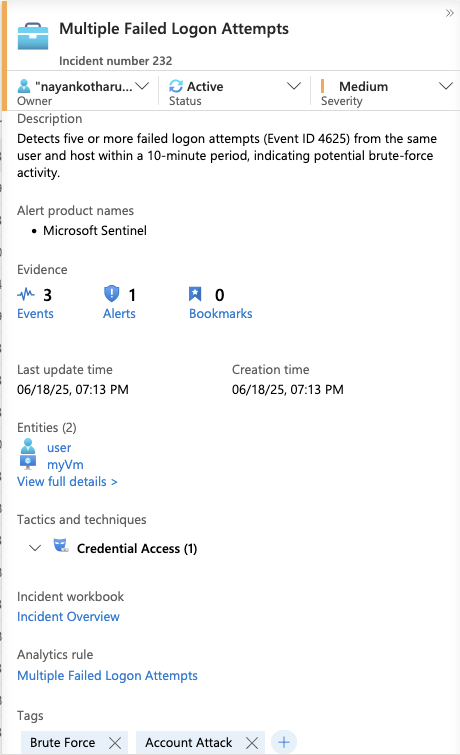 Multiple Failed Logon Attempts
Incident number 232
"nayankotharu...
Owner
Active
Status
Medium
Severity
Description
Detects five or more failed logon attempts (Event ID 4625) from the same
user and host within a 10-minute period, indicating potential brute-force
activity.
Alert product names
• Microsoft Sentinel
Evidence
3
Events
1
Alerts
0
Bookmarks
Last update time
06/18/25, 07:13 PM
Creation time
06/18/25, 07:13 PM
Entities (2)
user
myVm
View full details >
Tactics and techniques
Credential Access (1)
Incident workbook
Incident Overview
Analytics rule
Multiple Failed Logon Attempts
Tags
Brute Force
Account Attack